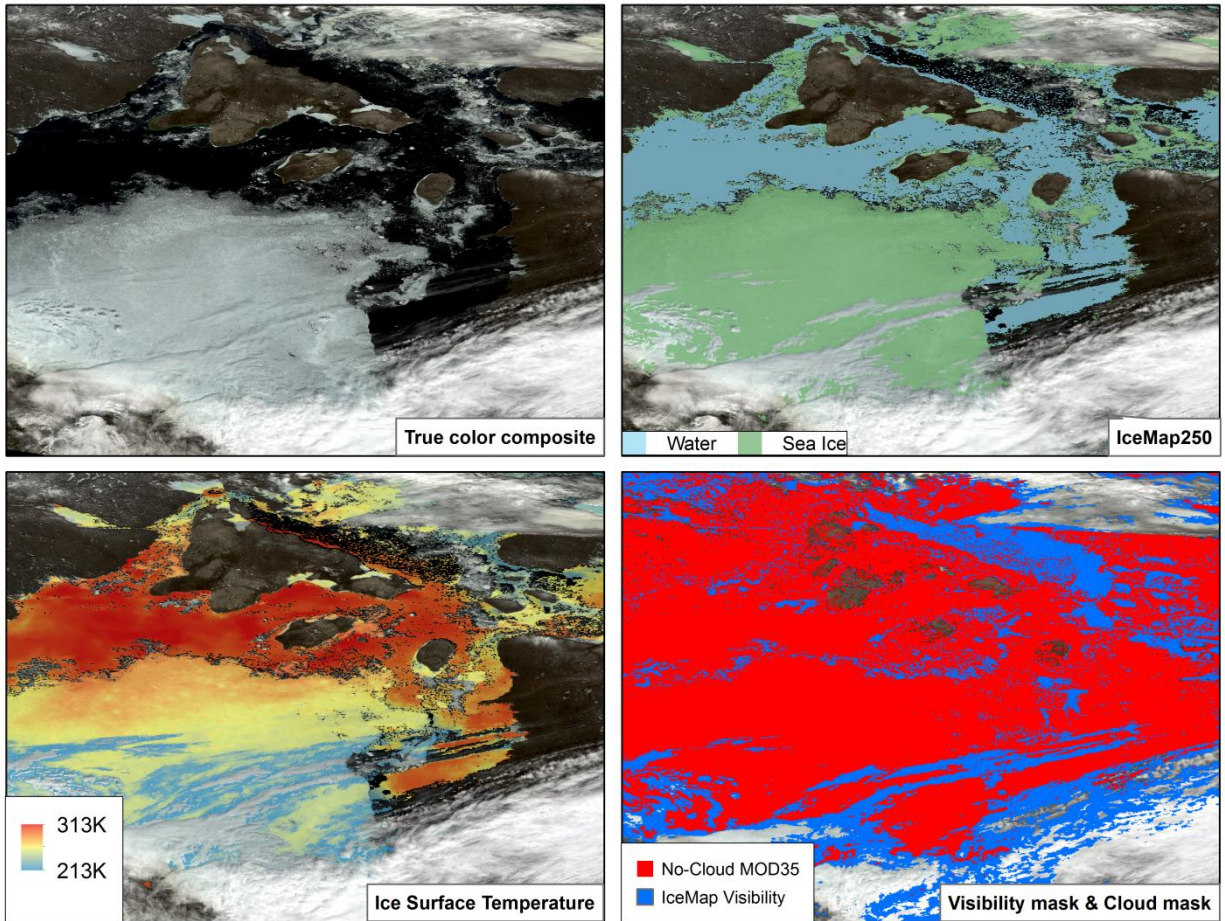 True color composite
Water
Sea Ice
IceMap250
313K
213K
Ice Surface Temperature
No-Cloud MOD35
IceMap Visibility
Visibility mask & Cloud mask